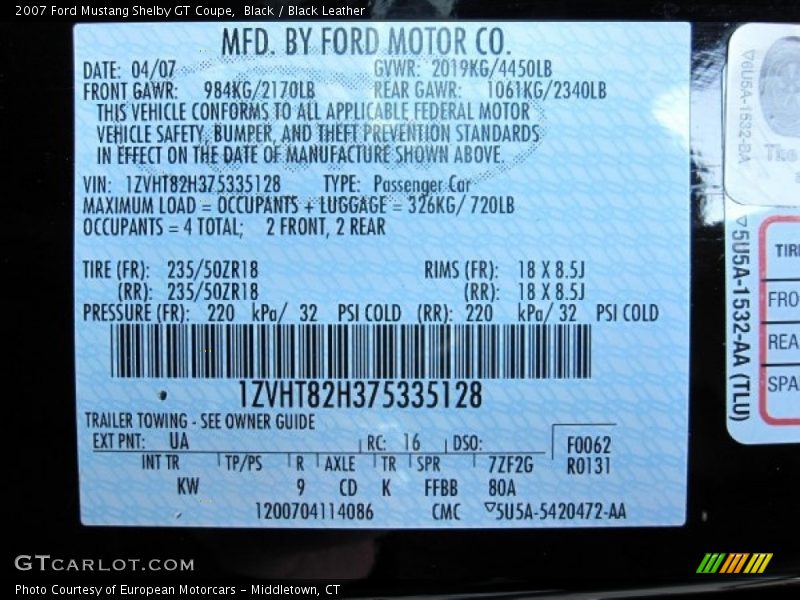 2007 Ford Mustang Shelby GT Coupe,  Black / Black Leather
MFD. BY FORD MOTOR CO.
DATE: 04/07 GVWR: 2019KG/4450LB
FRONT GAWR: 984KG/2170LB REAR GAWR: 1061KG/2340LB
THIS VEHICLE CONFORMS TO ALL APPLICABLE FEDERAL MOTOR
VEHICLE SAFETY, BUMPER, AND THEFT PREVENTION STANDARDS
IN EFFECT ON THE DATE OF MANUFACTURE SHOWN ABOVE.
VIN: 1ZVHT82H375335128 TYPE: Passenger Car
MAXIMUM LOAD = OCCUPANTS + LUGGAGE = 326KG/ 720LB
OCCUPANTS = 4 TOTAL; 2 FRONT, 2 REAR
TIRE (FR): 235/50ZR18 RIMS (FR): 18 X 8.5J
(RR): 235/50ZR18 (RR): 18 X 8.5J
PRESSURE (FR): 220 kPa/ 32 PSI COLD (RR): 220 kPa/ 32 PSI COLD
1ZVHT82H375335128
TRAILER TOWING - SEE OWNER GUIDE
EXT PNT: UA RC: 16 DSO: F0062
INT TR TP/PS R AXLE TR SPR 7ZF2G R0131
KW 9 CD K FFBB 80A
1200704114086 CMC ▽5U5A-5420472-AA
▽5U5A-1532-AA (TLU)
The
TIR
FRO
REA
SPA
GTCARLOT.COM
Photo Courtesy of European Motorcars - Middletown, CT